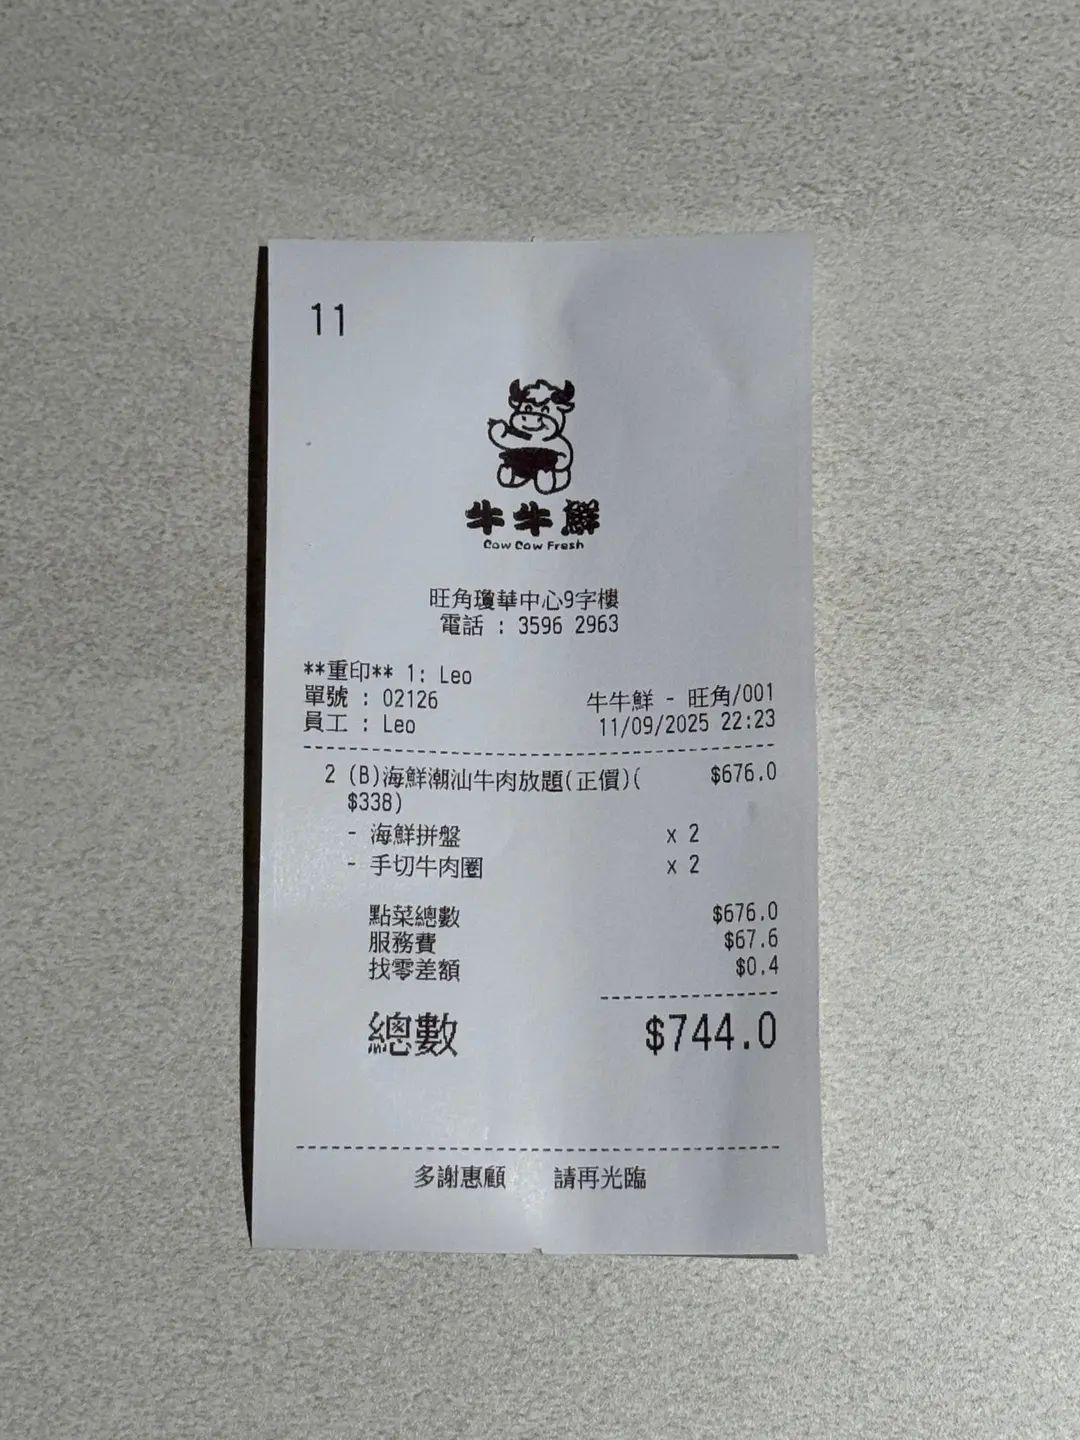 11
牛牛鮮
Cow Cow Fresh
旺角瓊華中心9字樓
電話 : 3596 2963
**重印** 1: Leo
單號 : 02126
牛牛鮮 - 旺角/001
員工 : Leo
11/09/2025 22:23
2 (B)海鮮潮汕牛肉放題(正價)( $676.0
$338)
- 海鮮拼盤 x 2
- 手切牛肉圈 x 2
點菜總數 $676.0
服務費 $67.6
找零差額 $0.4
總數 $744.0
多謝惠顧 請再光臨